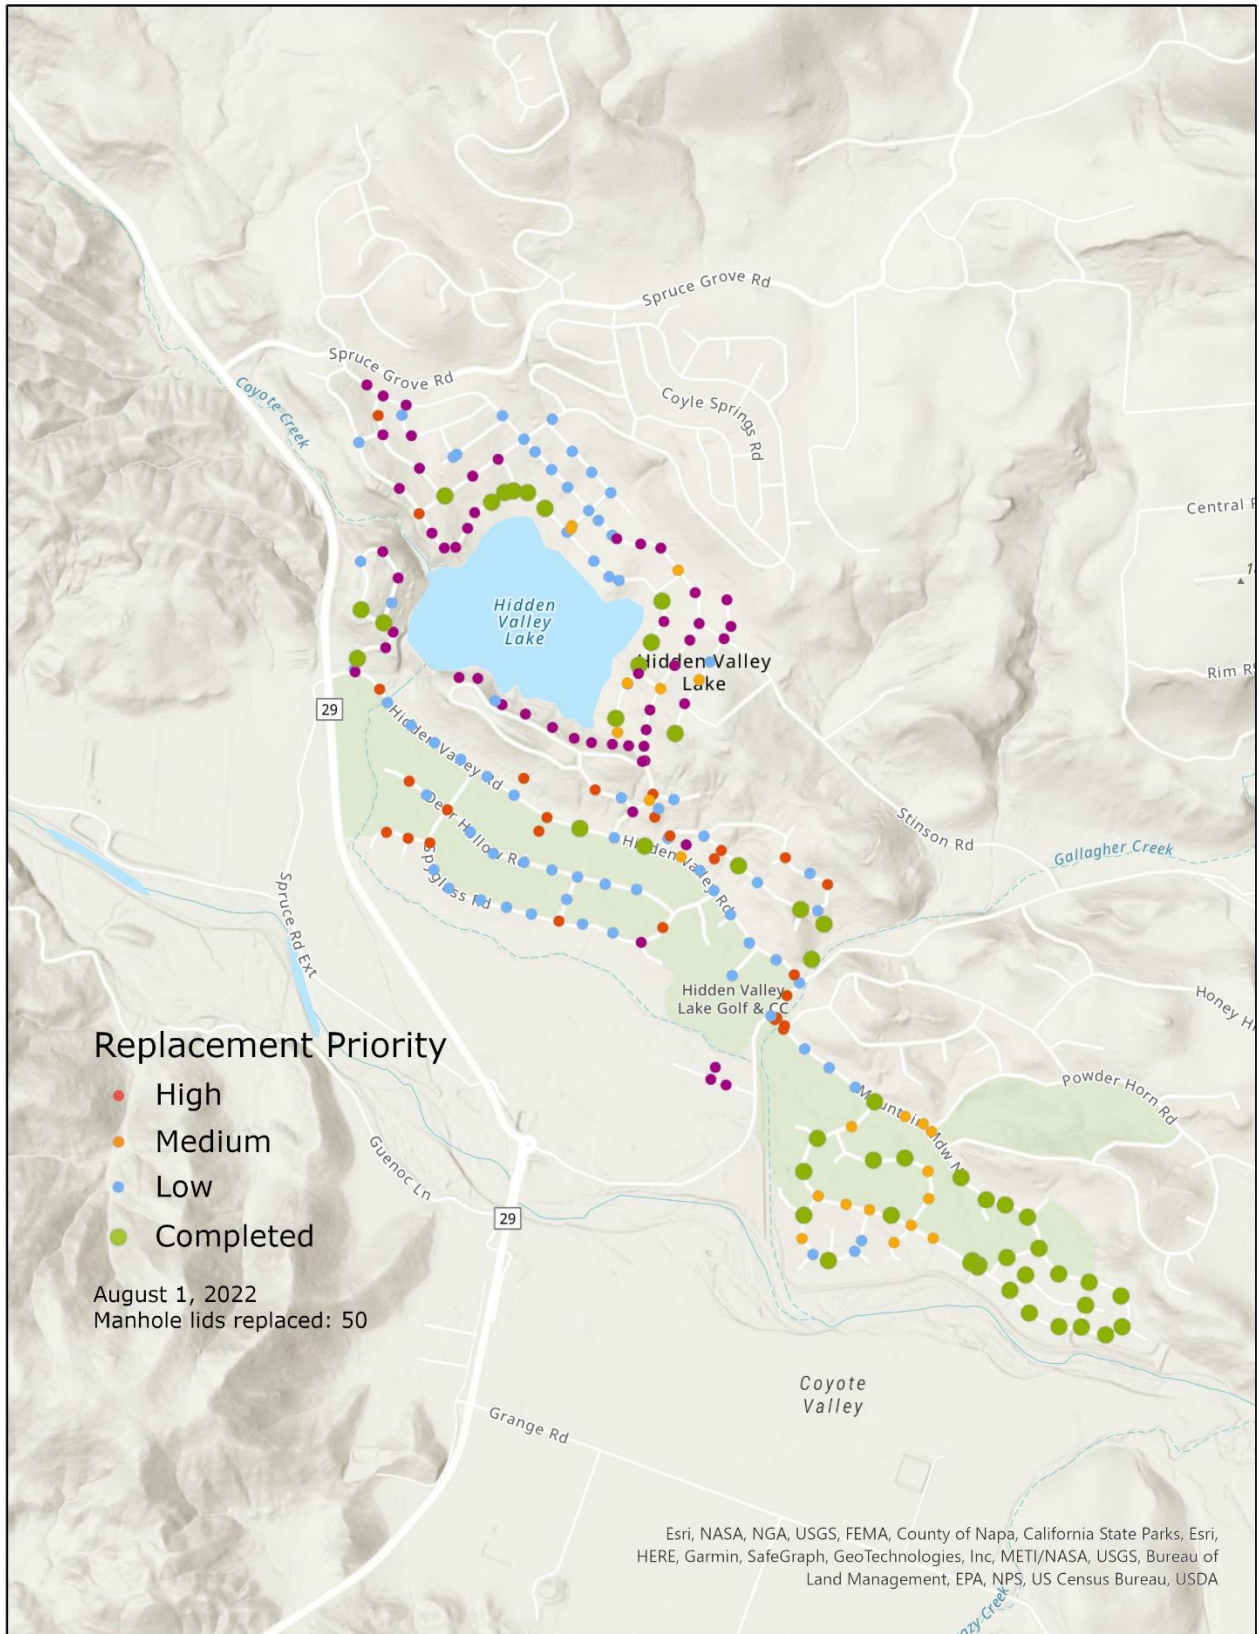 Spruce Grove Rd
Spruce Grove Rd
Coyote Creek
Coyle Springs Rd
Central
Hidden
Valley
Lake
Hidden Valley
Lake
Rim
29
Hidden Valley Rd
Deer Hollow Rd
Hidden Valley Rd
Stinson Rd
Gallagher Creek
Spyglass Rd
Spruce Rd Ext
Hidden Valley
Lake Golf & CC
Honey
Replacement Priority
High
Medium
Low
Completed
August 1, 2022
Manhole lids replaced: 50
Powder Horn Rd
Mountain Mdw N
Guenoc Ln
29
Coyote
Valley
Grange Rd
Esri, NASA, NGA, USGS, FEMA, County of Napa, California State Parks, Esri,
HERE, Garmin, SafeGraph, GeoTechnologies, Inc, METI/NASA, USGS, Bureau of
Land Management, EPA, NPS, US Census Bureau, USDA
Creek